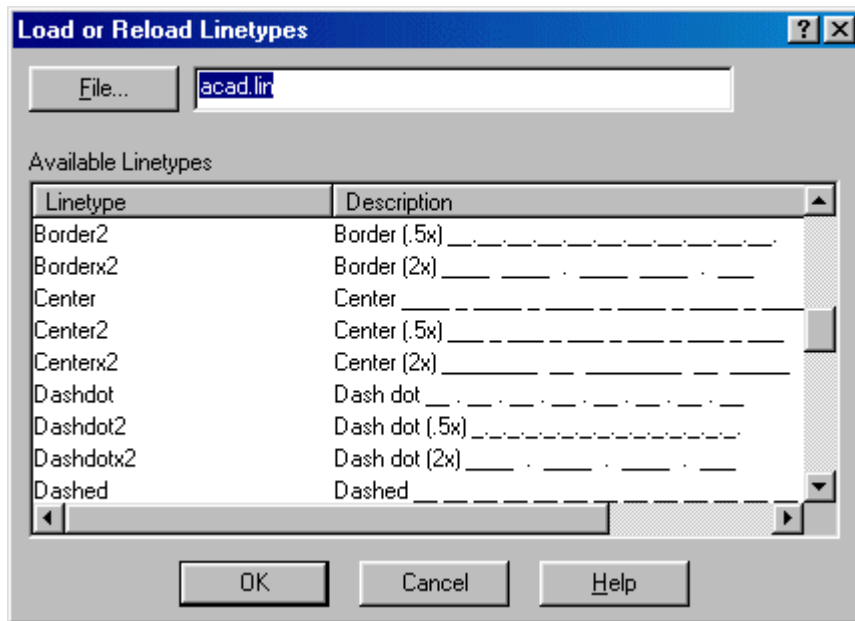 Load or Reload Linetypes
File... acad.lin
Available Linetypes
Linetype Description
Border2 Border (.5x) __.__.__.__.__.__.__.__.__.__.
Borderx2 Border (2x) ____ ____ . ____ ____ . ___
Center Center ____ _ ____ _ ____ _ ____ _ ____ _ ____
Center2 Center (.5x) ___ _ ___ _ ___ _ ___ _ ___ _ ___
Centerx2 Center (2x) ________ __ ________ __ _____
Dashdot Dash dot __ . __ . __ . __ . __ . __ . __ . __
Dashdot2 Dash dot (.5x) _._._._._._._._._._._._._._.
Dashdotx2 Dash dot (2x) ____ . ____ . ____ . ___
Dashed Dashed __ __ __ __ __ __ __ __ __ __ __ __
OK Cancel Help